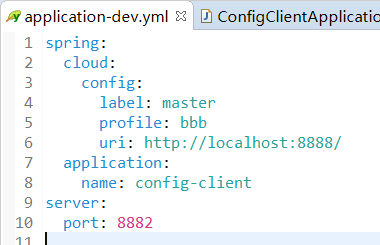 application-dev.yml ConfigClientApplicatio
1 spring:
2   cloud:
3     config:
4       label: master
5       profile: bbb
6       uri: http://localhost:8888/
7   application:
8     name: config-client
9 server:
10   port: 8882
11